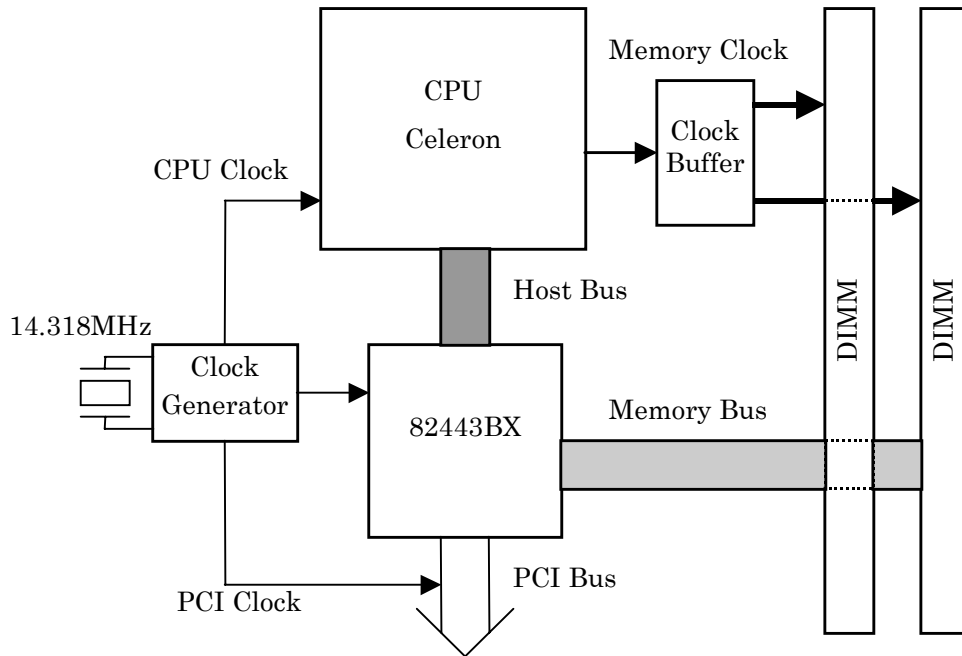 Memory Clock
CPU
Celeron
Clock
Buffer
CPU Clock
Host Bus
DIMM
DIMM
14.318MHz
Clock
Generator
82443BX
Memory Bus
PCI Bus
PCI Clock